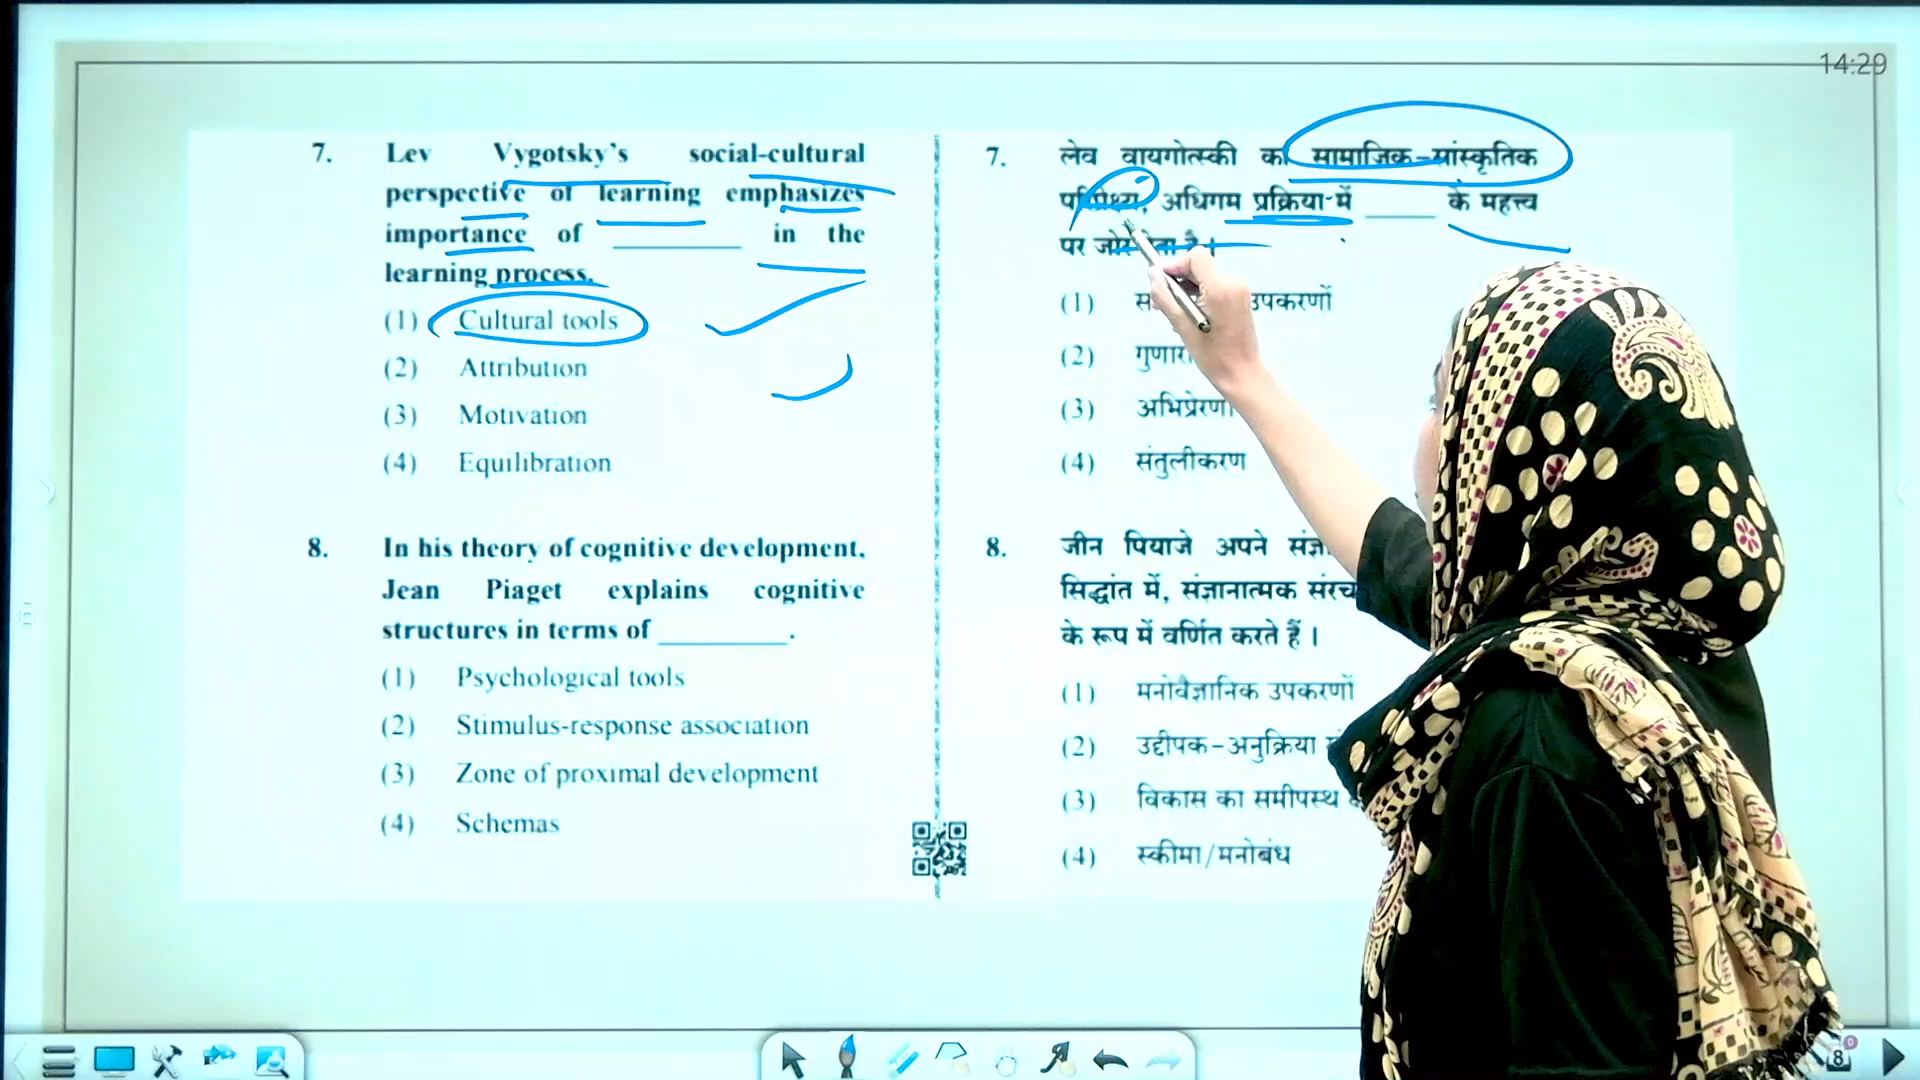 14:29
7. Lev Vygotsky's social-cultural
perspective of learning emphasizes
importance of ________ in the
learning process.
(1) Cultural tools
(2) Attribution
(3) Motivation
(4) Equilibration
8. In his theory of cognitive development,
Jean Piaget explains cognitive
structures in terms of ________.
(1) Psychological tools
(2) Stimulus-response association
(3) Zone of proximal development
(4) Schemas
7. लेव वायगोत्स्की का सामाजिक-सांस्कृतिक
परिप्रेक्ष्य, अधिगम प्रक्रिया में ____ के महत्त्व
पर जोर देता है।
(1) उपकरणों
(2)
(3) अभिप्रेरणा
(4) संतुलीकरण
8. जीन पियाजे अपने
सिद्धांत में, संज्ञानात्मक
के रूप में वर्णित करते हैं।
(1) मनोवैज्ञानिक उपकरणों
(2) उद्दीपक-अनुक्रिया
(3) विकास का समीपस्थ
(4) स्कीमा/मनोबंध
8